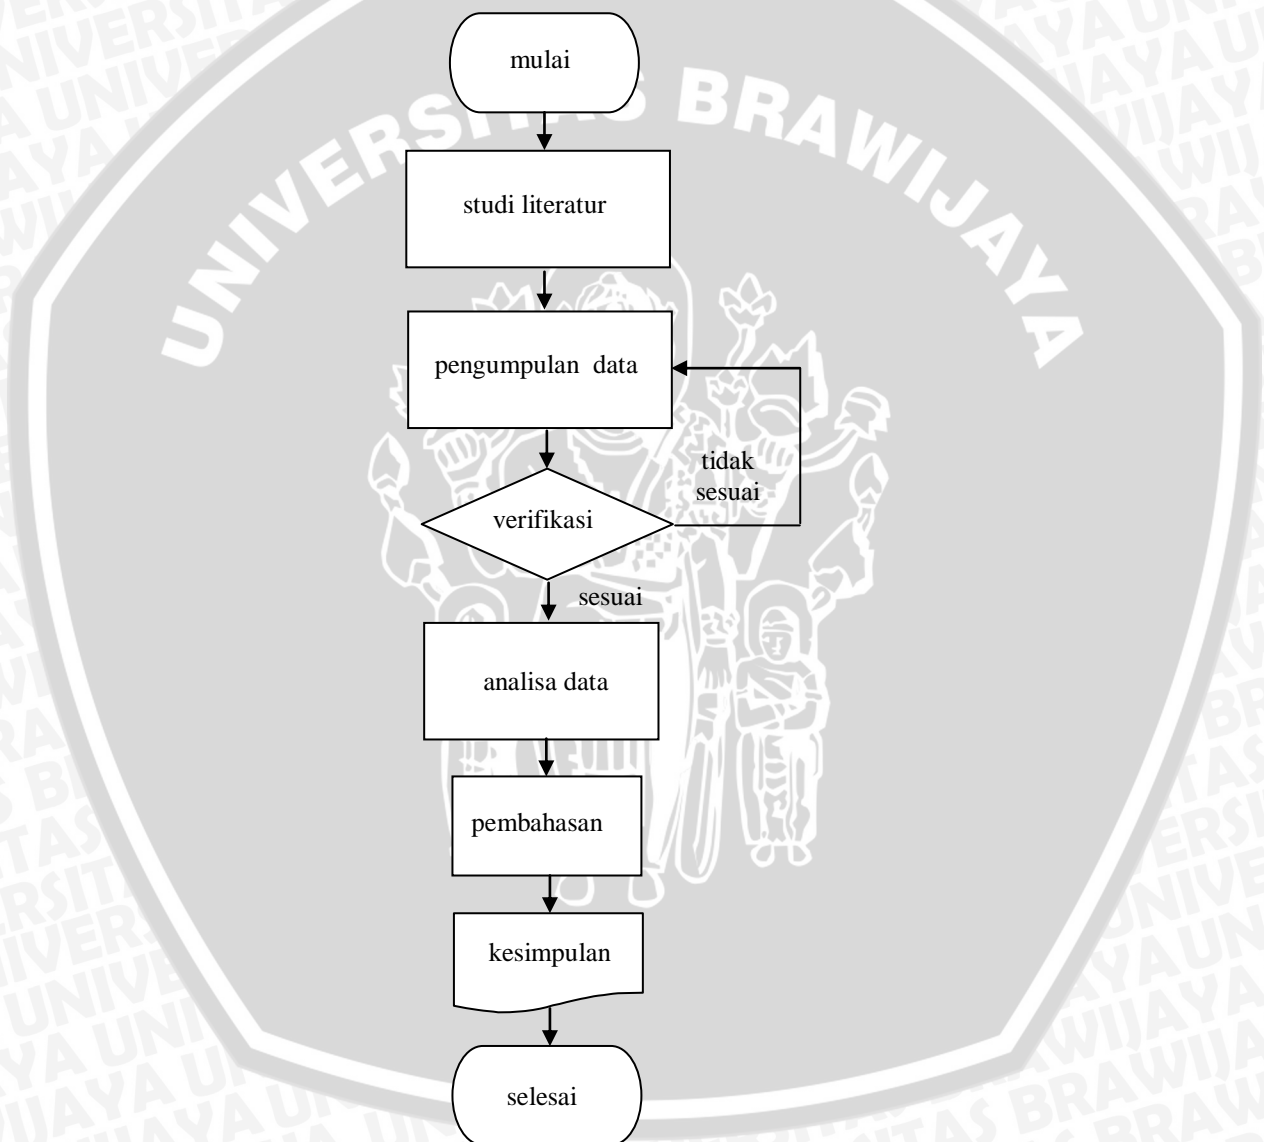 mulai
UNIVERSITAS BRAWIJAYA
studi literatur
pengumpulan data
tidak
sesuai
verifikasi
sesuai
analisa data
pembahasan
kesimpulan
selesai